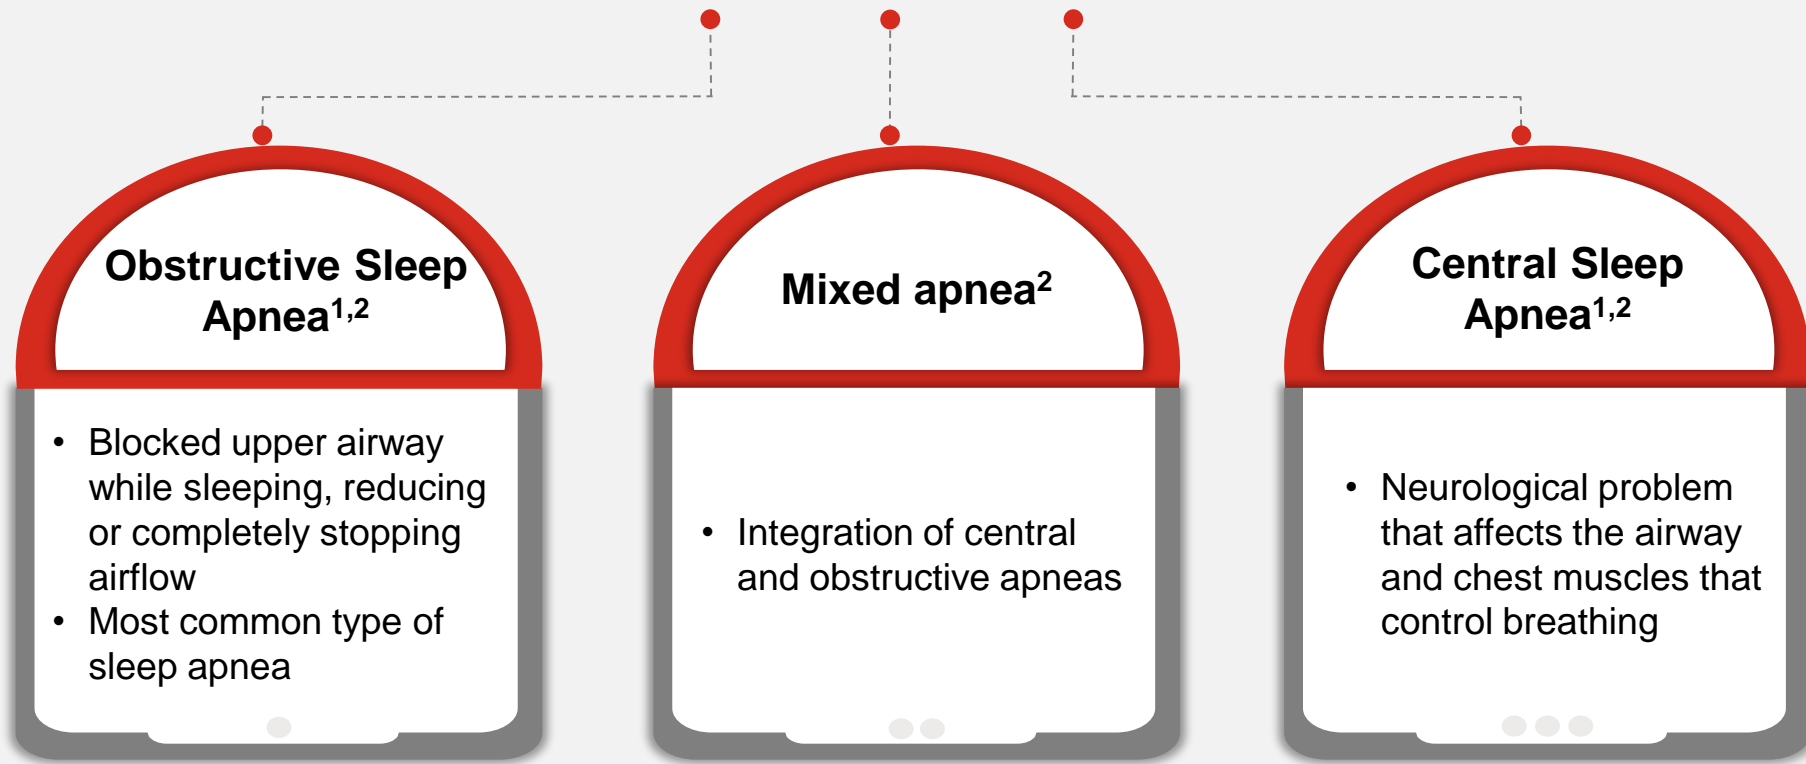 Obstructive Sleep
Apnea1,2
• Blocked upper airway
while sleeping, reducing
or completely stopping
airflow
• Most common type of
sleep apnea
Mixed apnea2
• Integration of central
and obstructive apneas
Central Sleep
Apnea1,2
• Neurological problem
that affects the airway
and chest muscles that
control breathing